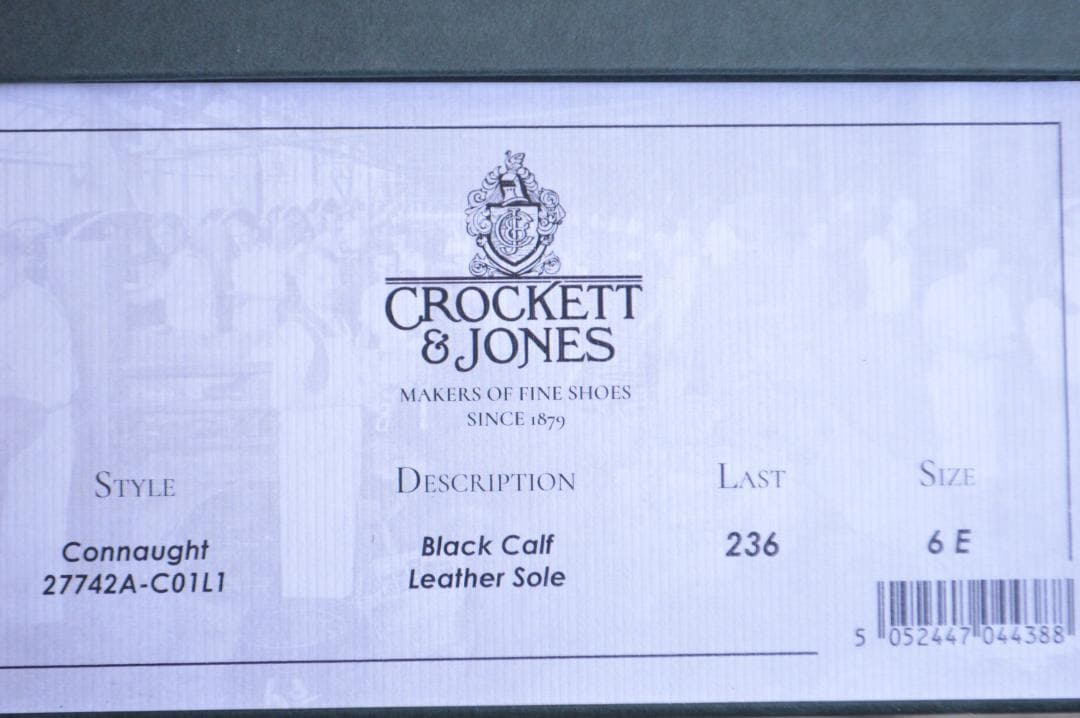 CROCKETT
& JONES
MAKERS OF FINE SHOES
SINCE 1879
STYLE DESCRIPTION LAST SIZE
Connaught Black Calf 236 6 E
27742A-C01L1 Leather Sole
5 052447 044388